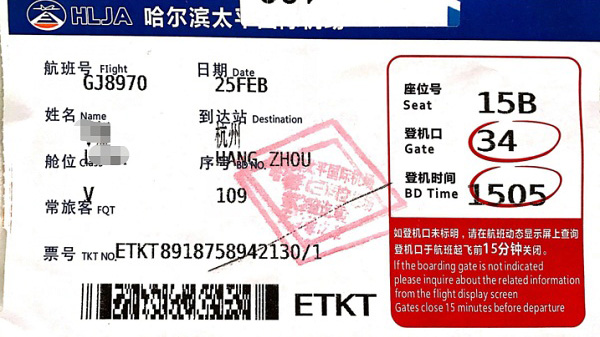 HLJA 哈尔滨太平国际机场
航班号 Flight 日期 Date
GJ8970 25FEB
姓名 Name 到达站 Destination
杭州
舱位 Class HANG ZHOU
序号 BD NO.
V 109
常旅客 FQT
票号 TKT NO. ETKT8918758942130/1
ETKT
座位号 Seat 15B
登机口 Gate 34
登机时间 BD Time 1505
如登机口未标明，请在航班动态显示屏上查询
登机口于航班起飞前15分钟关闭。
If the boarding gate is not indicated
please inquire about the related information
from the flight display screen
Gates close 15 minutes before departure